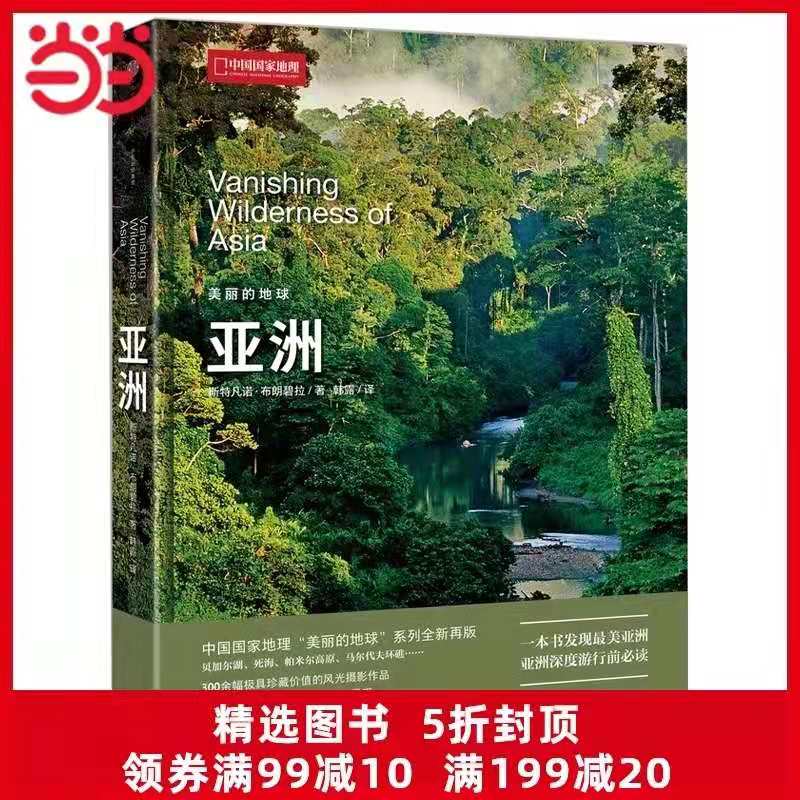 当当
中国国家地理
CHINESE NATIONAL GEOGRAPHY
Vanishing
Wilderness of
Asia
美丽的地球
亚洲
斯特凡诺·布朗碧拉/著 韩露/译
Vanishing
Wilderness of
Asia
亚洲
中国国家地理“美丽的地球”系列全新再版
贝加尔湖、死海、帕米尔高原、马尔代夫环礁……
300余幅极具珍藏价值的风光摄影作品
一本书发现最美亚洲
亚洲深度游行前必读
精选图书 5折封顶
领券满99减10 满199减20